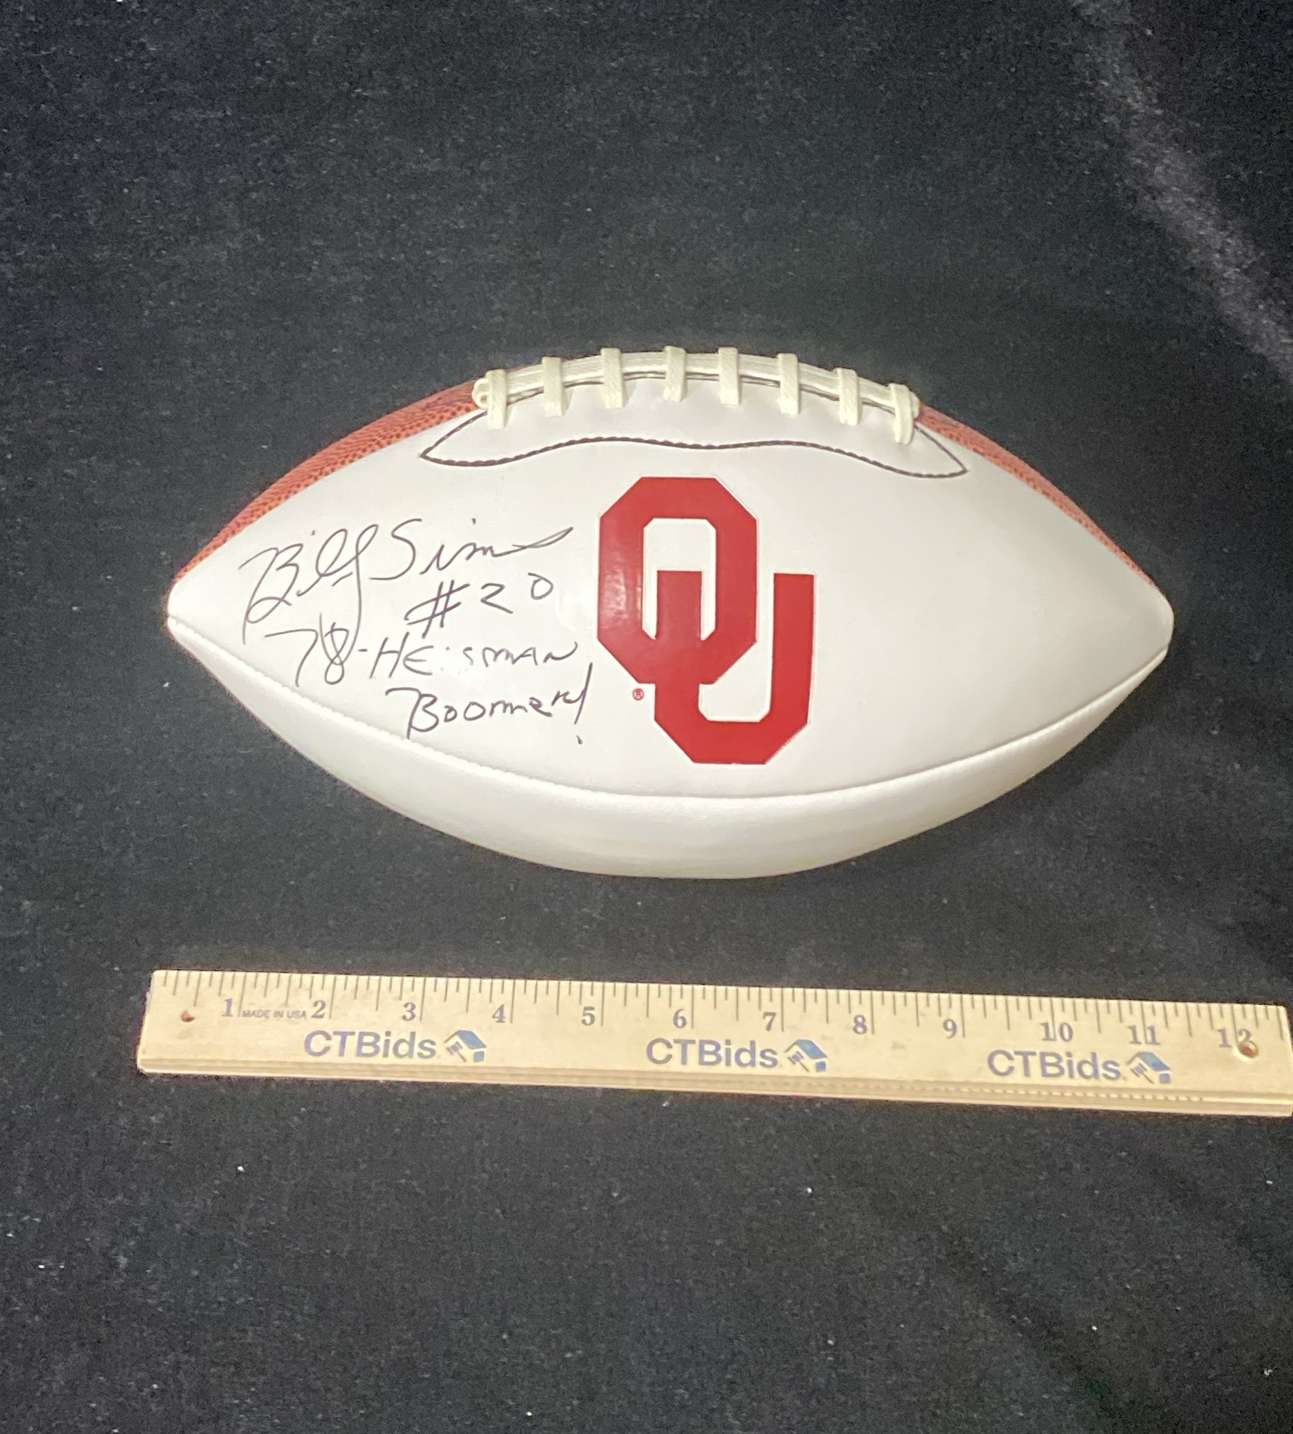 Billy Sims
#20
78-HEiSMAN
Boomer!
OU
®
1 MADE IN USA 2 3 4 5 6 7 8 9 10 11 12
CTBids CTBids CTBids